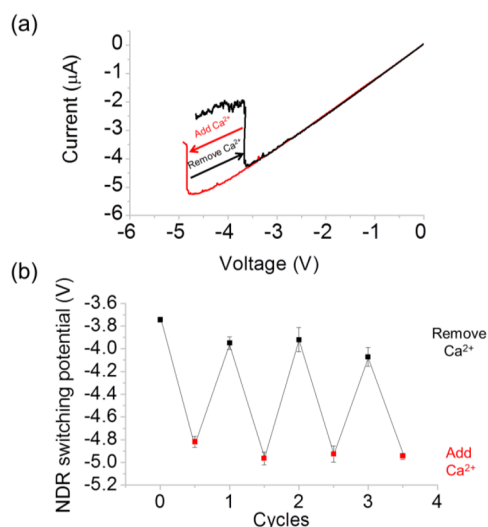 (a)
Current (μA)
0
-1
-2
-3
-4
-5
-6
Add Ca²⁺
Remove Ca²⁺
-6 -5 -4 -3 -2 -1 0
Voltage (V)
(b)
NDR switching potential (V)
-3.6
-3.8
-4.0
-4.2
-4.4
-4.6
-4.8
-5.0
-5.2
Remove
Ca²⁺
Add
Ca²⁺
0 1 2 3 4
Cycles